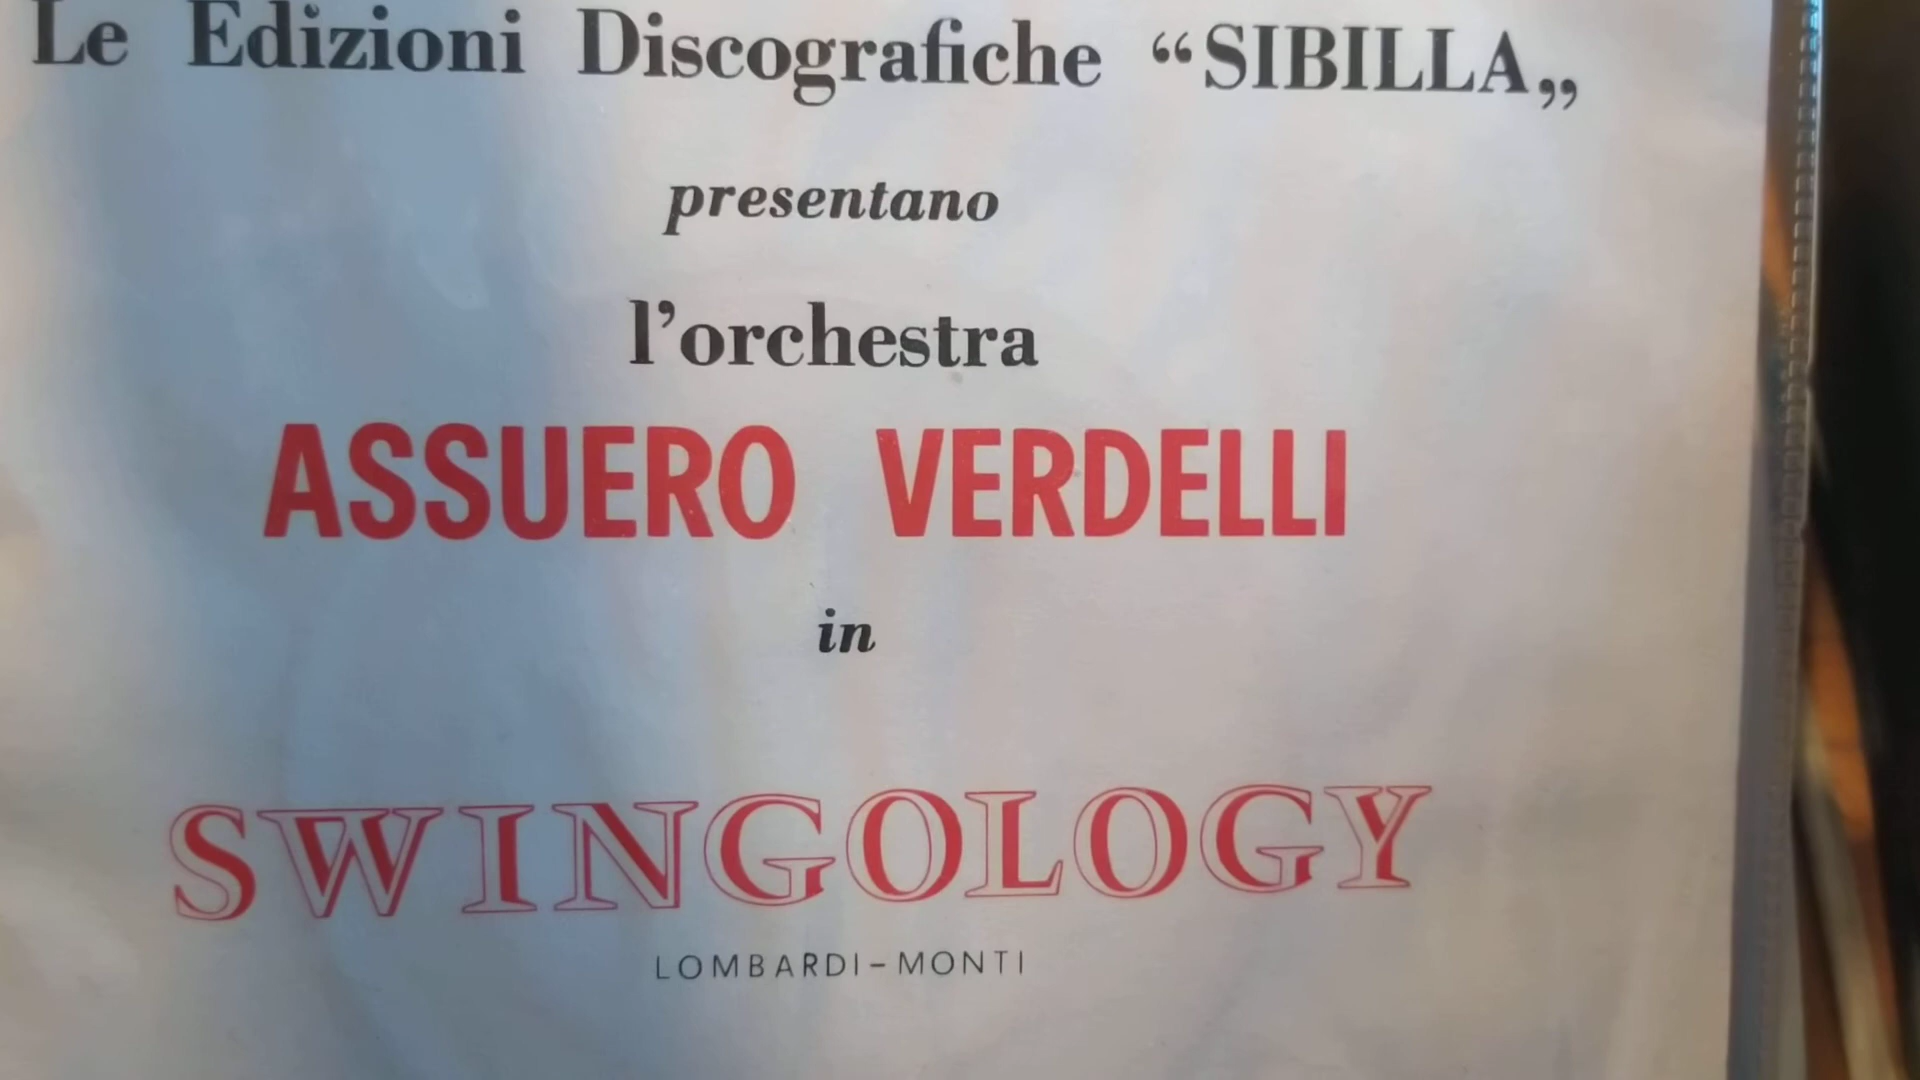 Le Edizioni Discografiche “SIBILLA„
presentano
l’orchestra
ASSUERO VERDELLI
in
SWINGOLOGY
LOMBARDI-MONTI